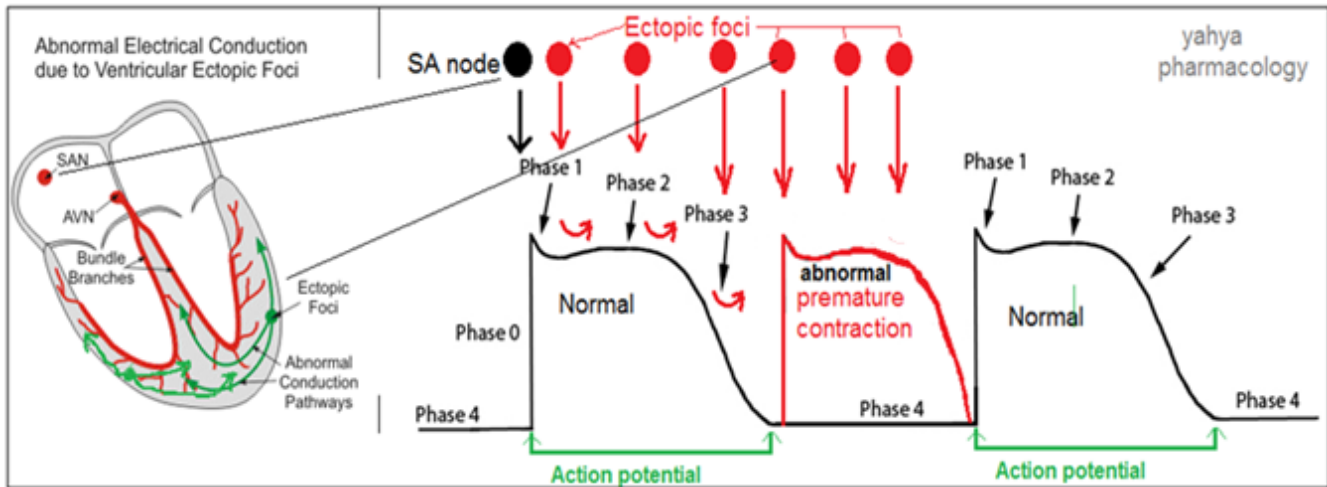 Abnormal Electrical Conduction
due to Ventricular Ectopic Foci
SAN
AVN
Bundle
Branches
Ectopic
Foci
Abnormal
Conduction
Pathways
Ectopic foci
SA node
yahya
pharmacology
Phase 1
Phase 2
Phase 3
Phase 0
Normal
Phase 4
abnormal
premature
contraction
Phase 4
Phase 1
Phase 2
Phase 3
Normal
Phase 4
Action potential
Action potential